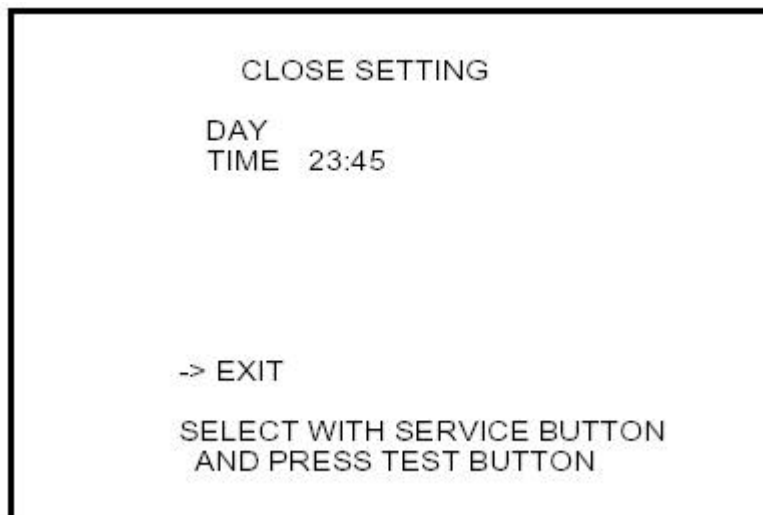 CLOSE SETTING
DAY
TIME 23:45
-> EXIT
SELECT WITH SERVICE BUTTON
AND PRESS TEST BUTTON